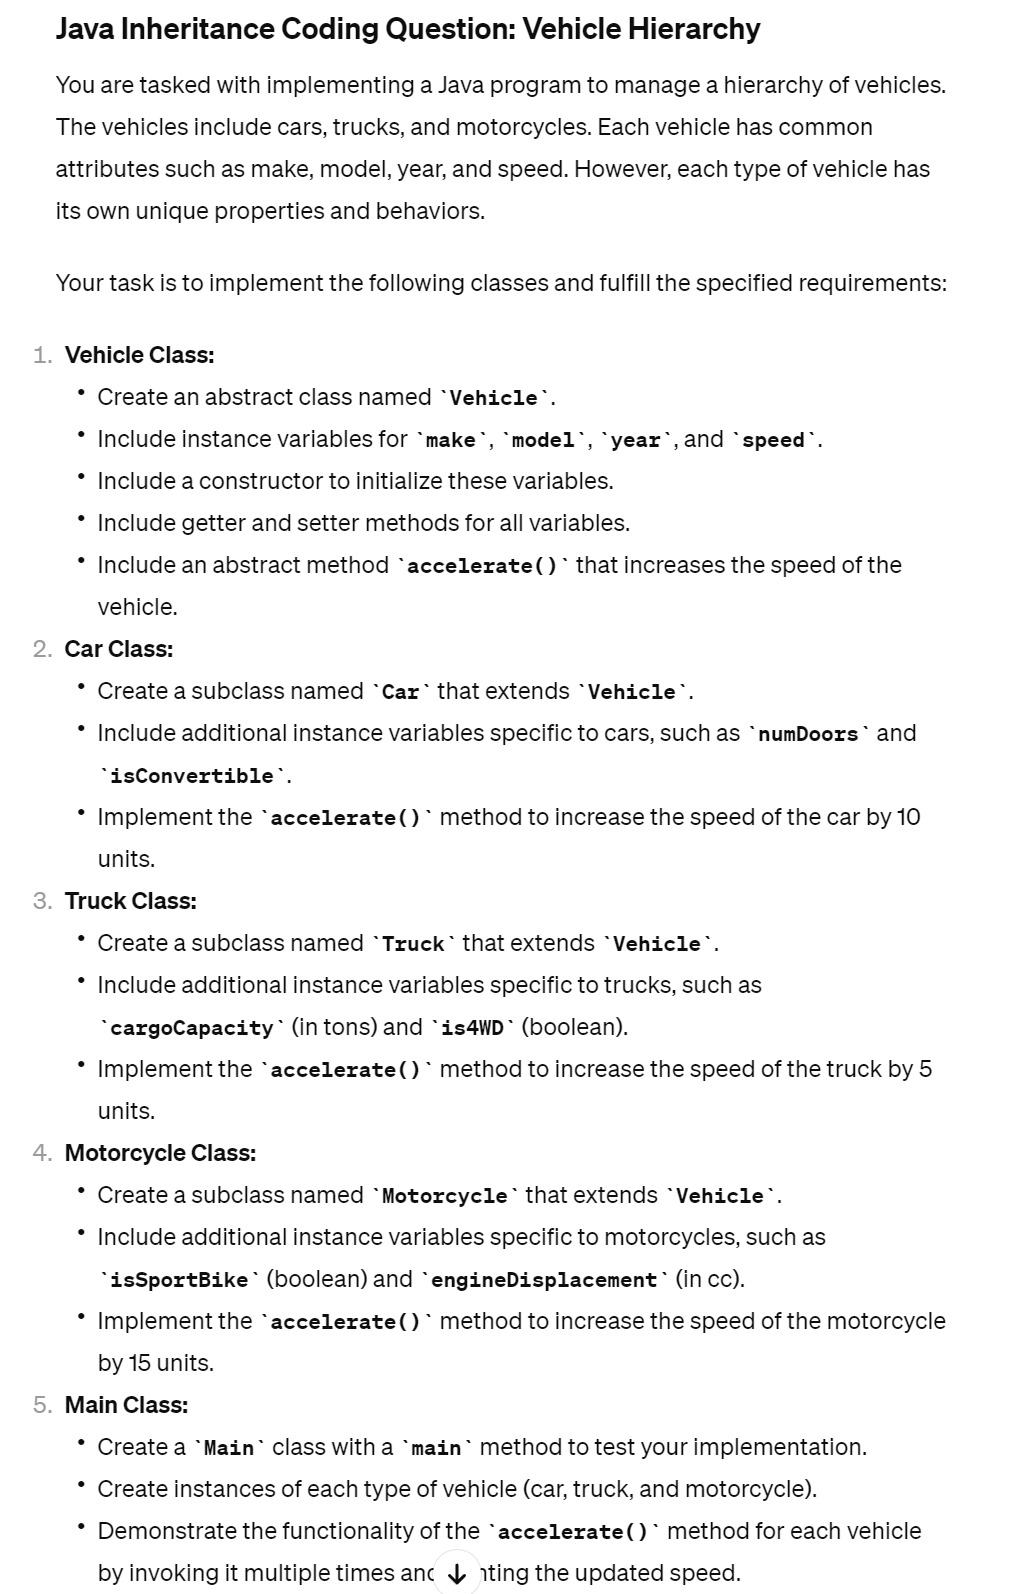 Java Inheritance Coding Question: Vehicle Hierarchy
You are tasked with implementing a Java program to manage a hierarchy of vehicles.
The vehicles include cars, trucks, and motorcycles. Each vehicle has common
attributes such as make, model, year, and speed. However, each type of vehicle has
its own unique properties and behaviors.
Your task is to implement the following classes and fulfill the specified requirements:
1. Vehicle Class:
• Create an abstract class named `Vehicle`.
• Include instance variables for `make`, `model`, `year`, and `speed`.
• Include a constructor to initialize these variables.
• Include getter and setter methods for all variables.
• Include an abstract method `accelerate()` that increases the speed of the
vehicle.
2. Car Class:
• Create a subclass named `Car` that extends `Vehicle`.
• Include additional instance variables specific to cars, such as `numDoors` and
`isConvertible`.
• Implement the `accelerate()` method to increase the speed of the car by 10
units.
3. Truck Class:
• Create a subclass named `Truck` that extends `Vehicle`.
• Include additional instance variables specific to trucks, such as
`cargoCapacity` (in tons) and `is4WD` (boolean).
• Implement the `accelerate()` method to increase the speed of the truck by 5
units.
4. Motorcycle Class:
• Create a subclass named `Motorcycle` that extends `Vehicle`.
• Include additional instance variables specific to motorcycles, such as
`isSportBike` (boolean) and `engineDisplacement` (in cc).
• Implement the `accelerate()` method to increase the speed of the motorcycle
by 15 units.
5. Main Class:
• Create a `Main` class with a `main` method to test your implementation.
• Create instances of each type of vehicle (car, truck, and motorcycle).
• Demonstrate the functionality of the `accelerate()` method for each vehicle
by invoking it multiple times the updated speed.